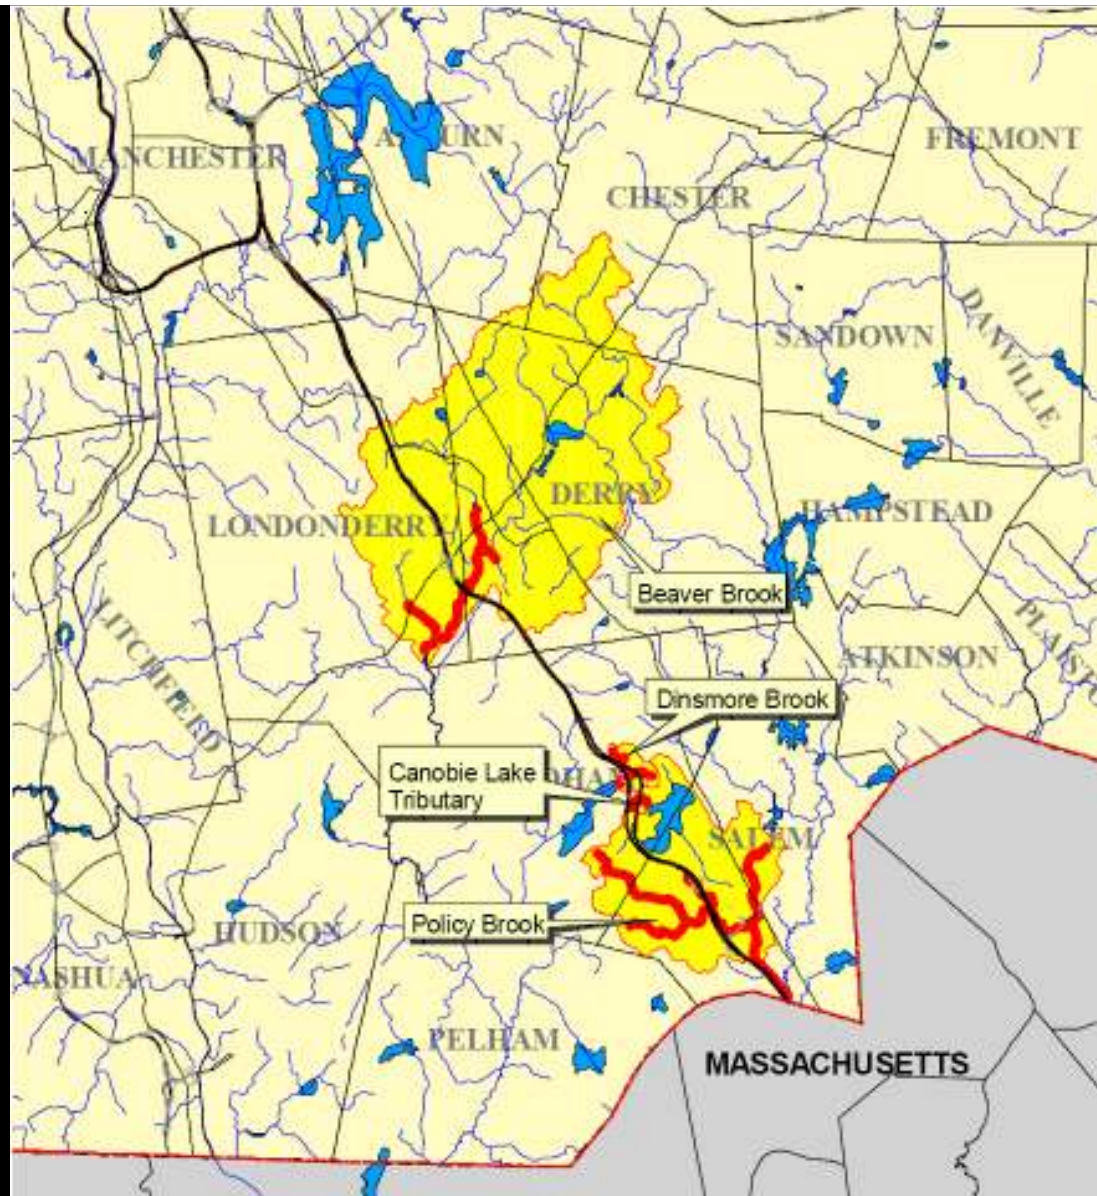 MANCHESTER
FREMONT
CHESTER
SANDOWN
DANVILLE
DERRY
LONDONDERRY
HAMPSTEAD
Beaver Brook
LITCHFIELD
ATKINSON
Dinsmore Brook
Canobie Lake
Tributary
SALEM
Policy Brook
HUDSON
NASHUA
PELHAM
MASSACHUSETTS